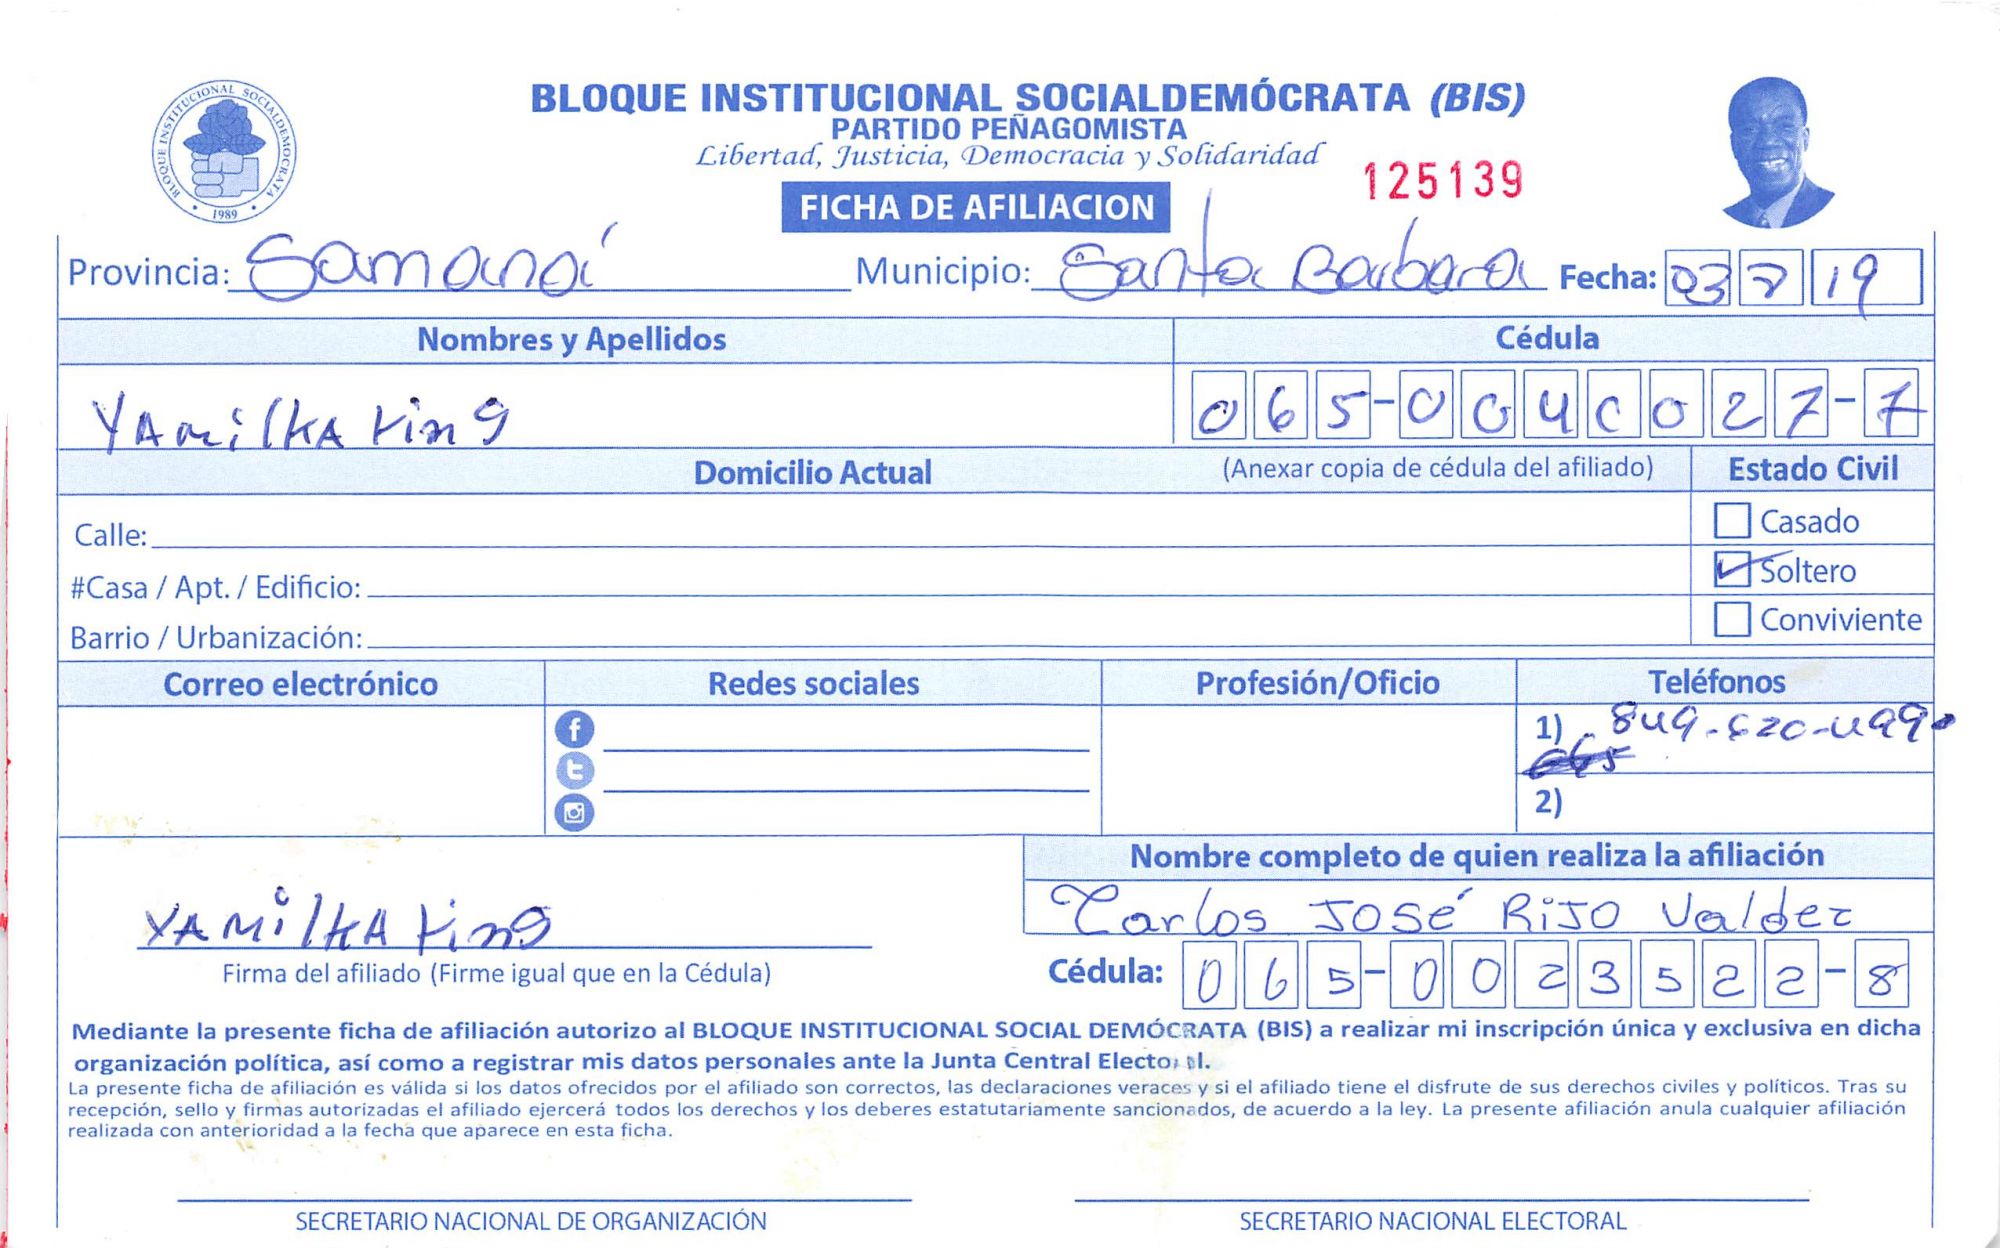 BLOQUE INSTITUCIONAL SOCIALDEMÓCRATA
1989
BLOQUE INSTITUCIONAL SOCIALDEMÓCRATA (BIS)
PARTIDO PEÑAGOMISTA
Libertad, Justicia, Democracia y Solidaridad
125139
FICHA DE AFILIACION
Provincia: Samaná Municipio: Santa Barbara Fecha: 03 7 19
Nombres y Apellidos Cédula
YAmilkA King 065-0040027-7
Domicilio Actual (Anexar copia de cédula del afiliado) Estado Civil
Calle: Casado
#Casa / Apt. / Edificio: Soltero
Barrio / Urbanización: Conviviente
Correo electrónico Redes sociales Profesión/Oficio Teléfonos
1) 849-620-4990
2)
Nombre completo de quien realiza la afiliación
Carlos José Rijo Valdez
YAMilkA King
Firma del afiliado (Firme igual que en la Cédula) Cédula: 065-0023522-8
Mediante la presente ficha de afiliación autorizo al BLOQUE INSTITUCIONAL SOCIAL DEMÓCRATA (BIS) a realizar mi inscripción única y exclusiva en dicha
organización política, así como a registrar mis datos personales ante la Junta Central Electoral.
La presente ficha de afiliación es válida si los datos ofrecidos por el afiliado son correctos, las declaraciones veraces y si el afiliado tiene el disfrute de sus derechos civiles y políticos. Tras su
recepción, sello y firmas autorizadas el afiliado ejercerá todos los derechos y los deberes estatutariamente sancionados, de acuerdo a la ley. La presente afiliación anula cualquier afiliación
realizada con anterioridad a la fecha que aparece en esta ficha.
SECRETARIO NACIONAL DE ORGANIZACIÓN SECRETARIO NACIONAL ELECTORAL